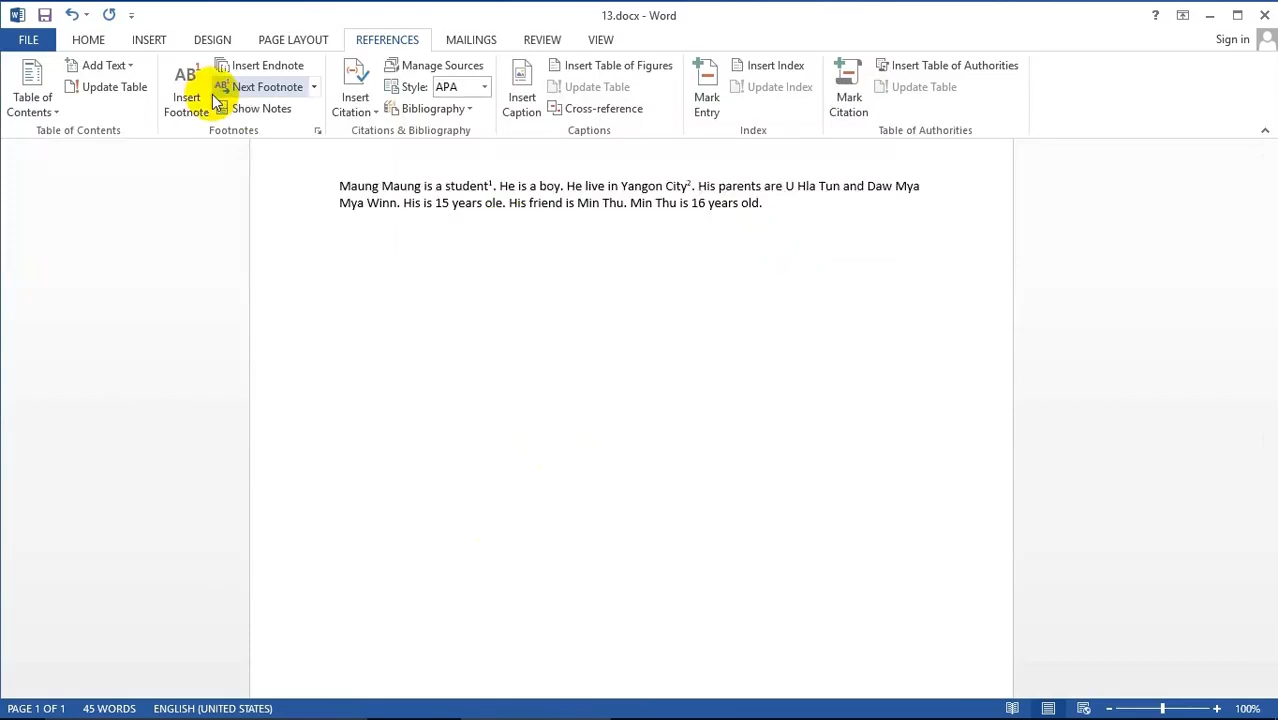 13.docx - Word
?
FILE HOME INSERT DESIGN PAGE LAYOUT REFERENCES MAILINGS REVIEW VIEW Sign in
Table of Contents
Add Text
Update Table
Table of Contents
AB¹ Insert Footnote
Insert Endnote
AB¹ Next Footnote
Show Notes
Footnotes
Insert Citation
Manage Sources
Style: APA
Bibliography
Citations & Bibliography
Insert Caption
Insert Table of Figures
Update Table
Cross-reference
Captions
Mark Entry
Insert Index
Update Index
Index
Mark Citation
Insert Table of Authorities
Update Table
Table of Authorities
Maung Maung is a student¹. He is a boy. He live in Yangon City². His parents are U Hla Tun and Daw Mya
Mya Winn. His is 15 years ole. His friend is Min Thu. Min Thu is 16 years old.
PAGE 1 OF 1 45 WORDS ENGLISH (UNITED STATES) 100%